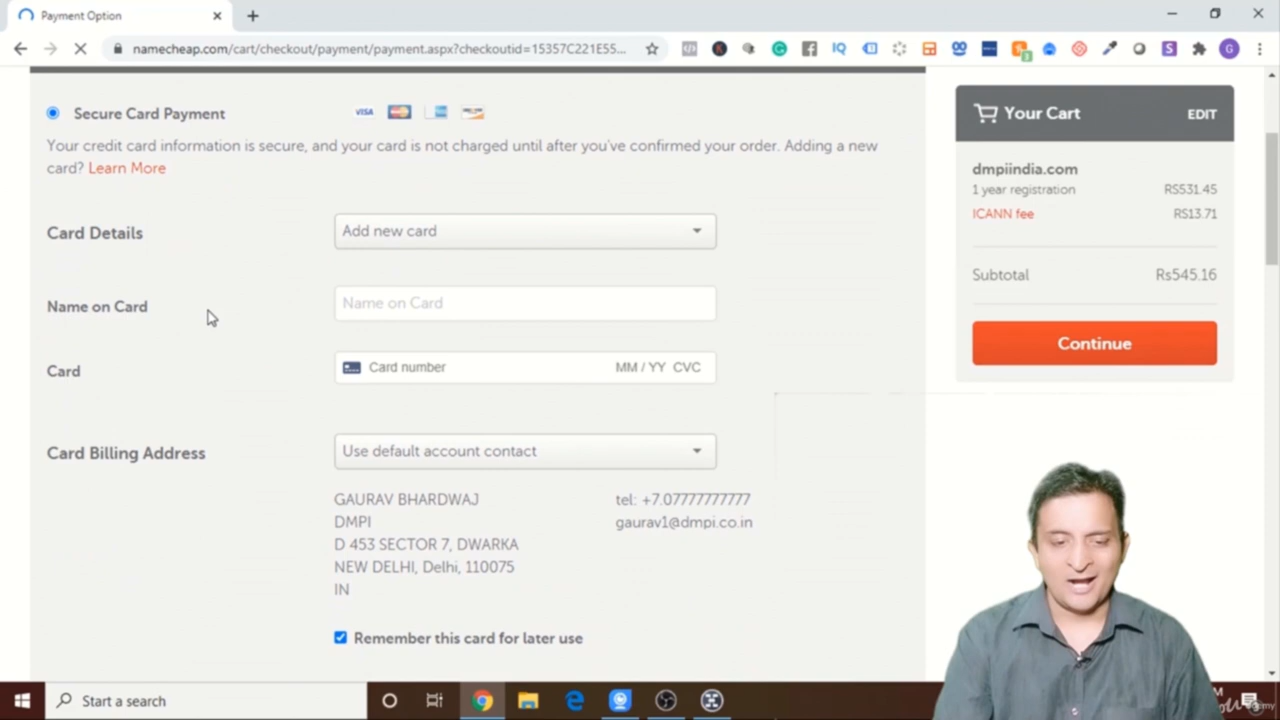 Payment Option
namecheap.com/cart/checkout/payment/payment.aspx?checkoutid=15357C221E55...
Secure Card Payment
VISA
Your credit card information is secure, and your card is not charged until after you've confirmed your order. Adding a new
card? Learn More
Card Details
Add new card
Name on Card
Name on Card
Card
Card number
MM / YY
CVC
Card Billing Address
Use default account contact
GAURAV BHARDWAJ
tel: +7.07777777777
DMPI
gaurav1@dmpi.co.in
D 453 SECTOR 7, DWARKA
NEW DELHI, Delhi, 110075
IN
Remember this card for later use
Your Cart
EDIT
dmpiindia.com
1 year registration
RS531.45
ICANN fee
RS13.71
Subtotal
Rs545.16
Continue
Start a search